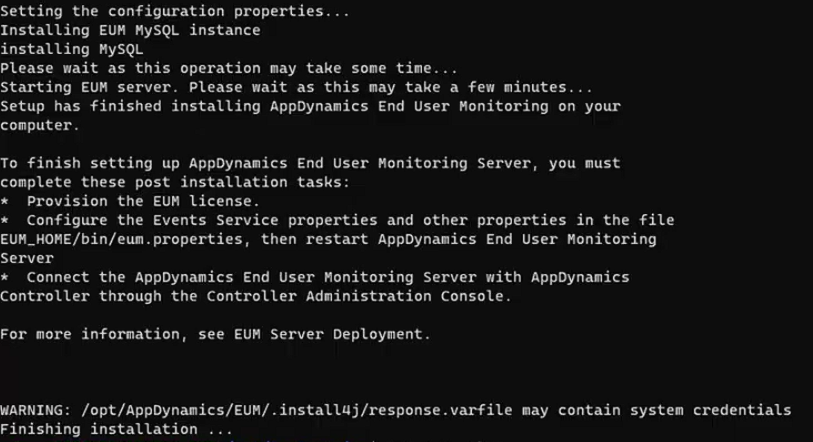 Setting the configuration properties...
Installing EUM MySQL instance
installing MySQL
Please wait as this operation may take some time...
Starting EUM server. Please wait as this may take a few minutes...
Setup has finished installing AppDynamics End User Monitoring on your
computer.
To finish setting up AppDynamics End User Monitoring Server, you must
complete these post installation tasks:
*  Provision the EUM license.
*  Configure the Events Service properties and other properties in the file
EUM_HOME/bin/eum.properties, then restart AppDynamics End User Monitoring
Server
*  Connect the AppDynamics End User Monitoring Server with AppDynamics
Controller through the Controller Administration Console.
For more information, see EUM Server Deployment.
WARNING: /opt/AppDynamics/EUM/.install4j/response.varfile may contain system credentials
Finishing installation ...